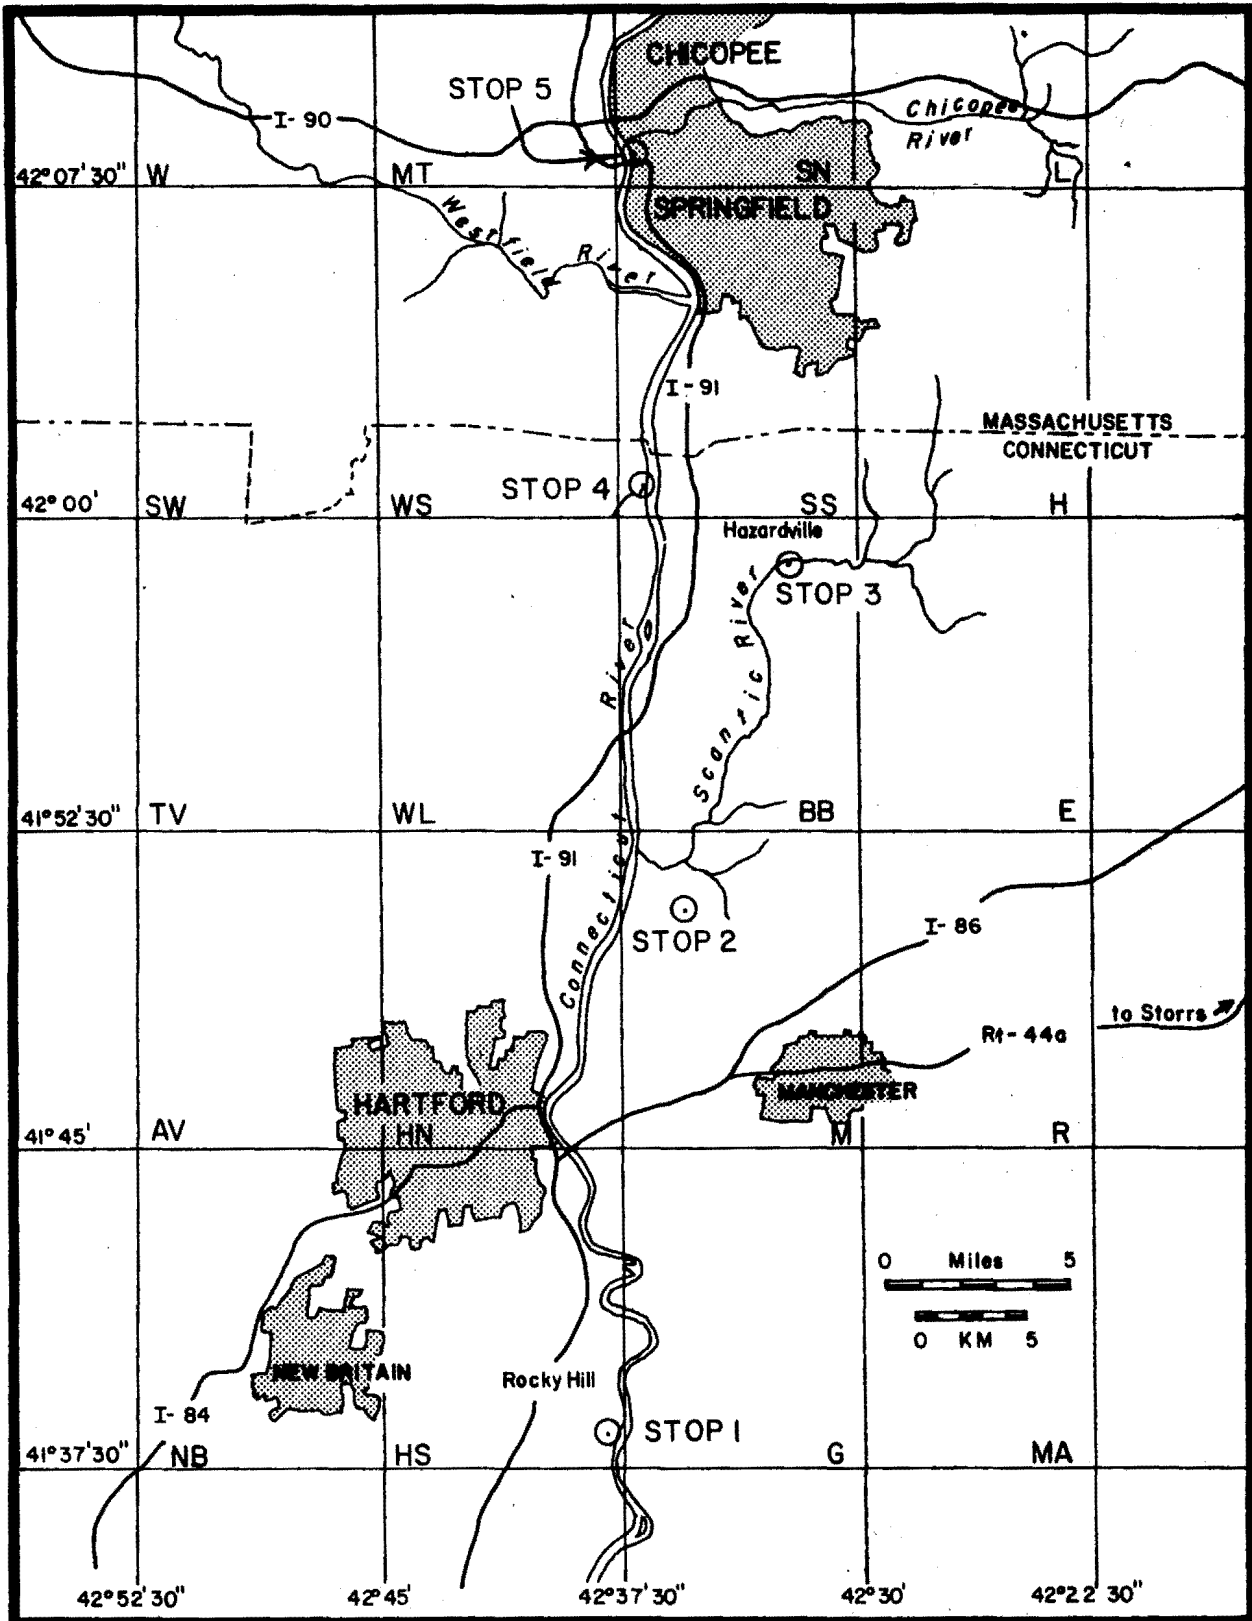 CHICOPEE
STOP 5
I-90
Chicopee
River
42°07'30"
W
MT
SN
L
SPRINGFIELD
Westfield River
I-91
MASSACHUSETTS
CONNECTICUT
STOP 4
42°00'
SW
WS
SS
H
Hazardville
STOP 3
Scantic River
Connecticut River
41°52'30"
TV
WL
BB
E
I-91
STOP 2
I-86
to Storrs
Rt-44a
MANCHESTER
HARTFORD
41°45'
AV
HN
M
R
0 Miles 5
0 KM 5
NEW BRITAIN
Rocky Hill
I-84
STOP 1
41°37'30"
NB
HS
G
MA
42°52'30"
42°45'
42°37'30"
42°30'
42°22'30"